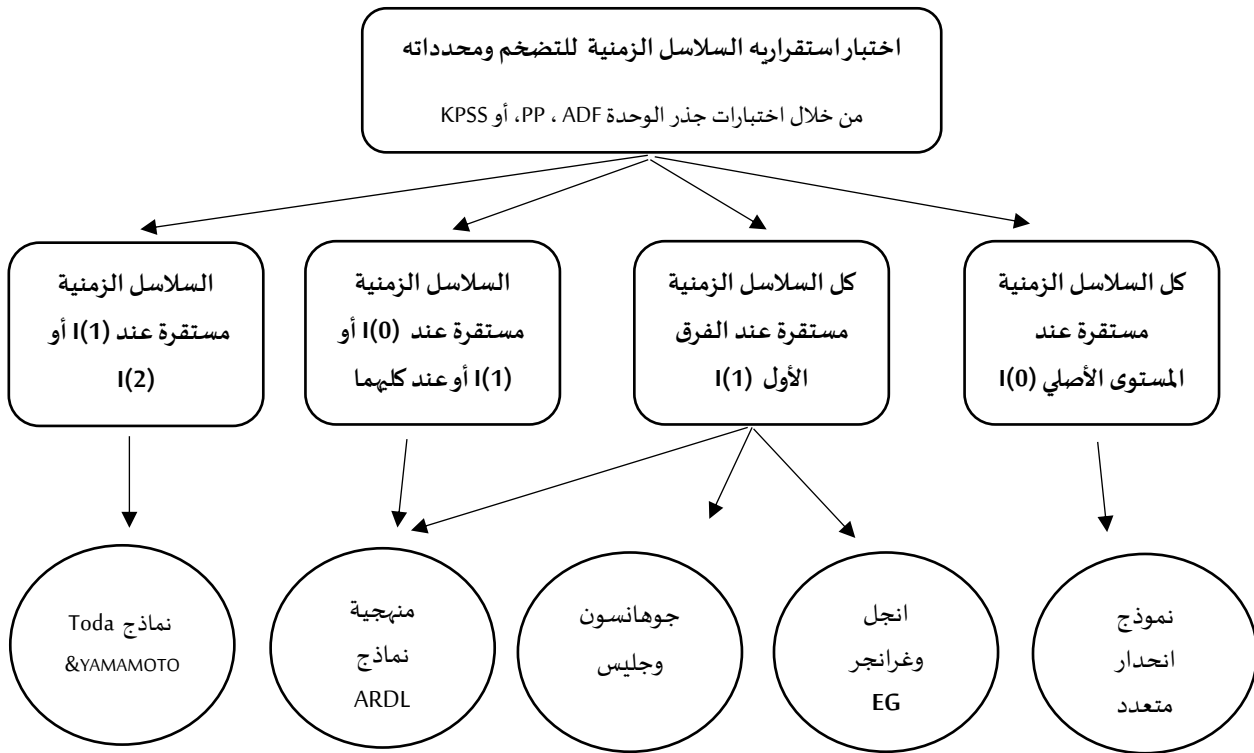 اختبار استقراريه السلاسل الزمنية للتضخم ومحدداته
من خلال اختبارات جذر الوحدة PP ، ADF، أو KPSS
كل السلاسل الزمنية
مستقرة عند
المستوى الأصلي I(0)
كل السلاسل الزمنية
مستقرة عند الفرق
الأول I(1)
السلاسل الزمنية
مستقرة عند I(0) أو
I(1) أو عند كليهما
السلاسل الزمنية
مستقرة عند I(1) أو
I(2)
نموذج
انحدار
متعدد
انجل
وغرانجر
EG
جوهانسون
وجليس
منهجية
نماذج
ARDL
نماذج Toda
&YAMAMOTO